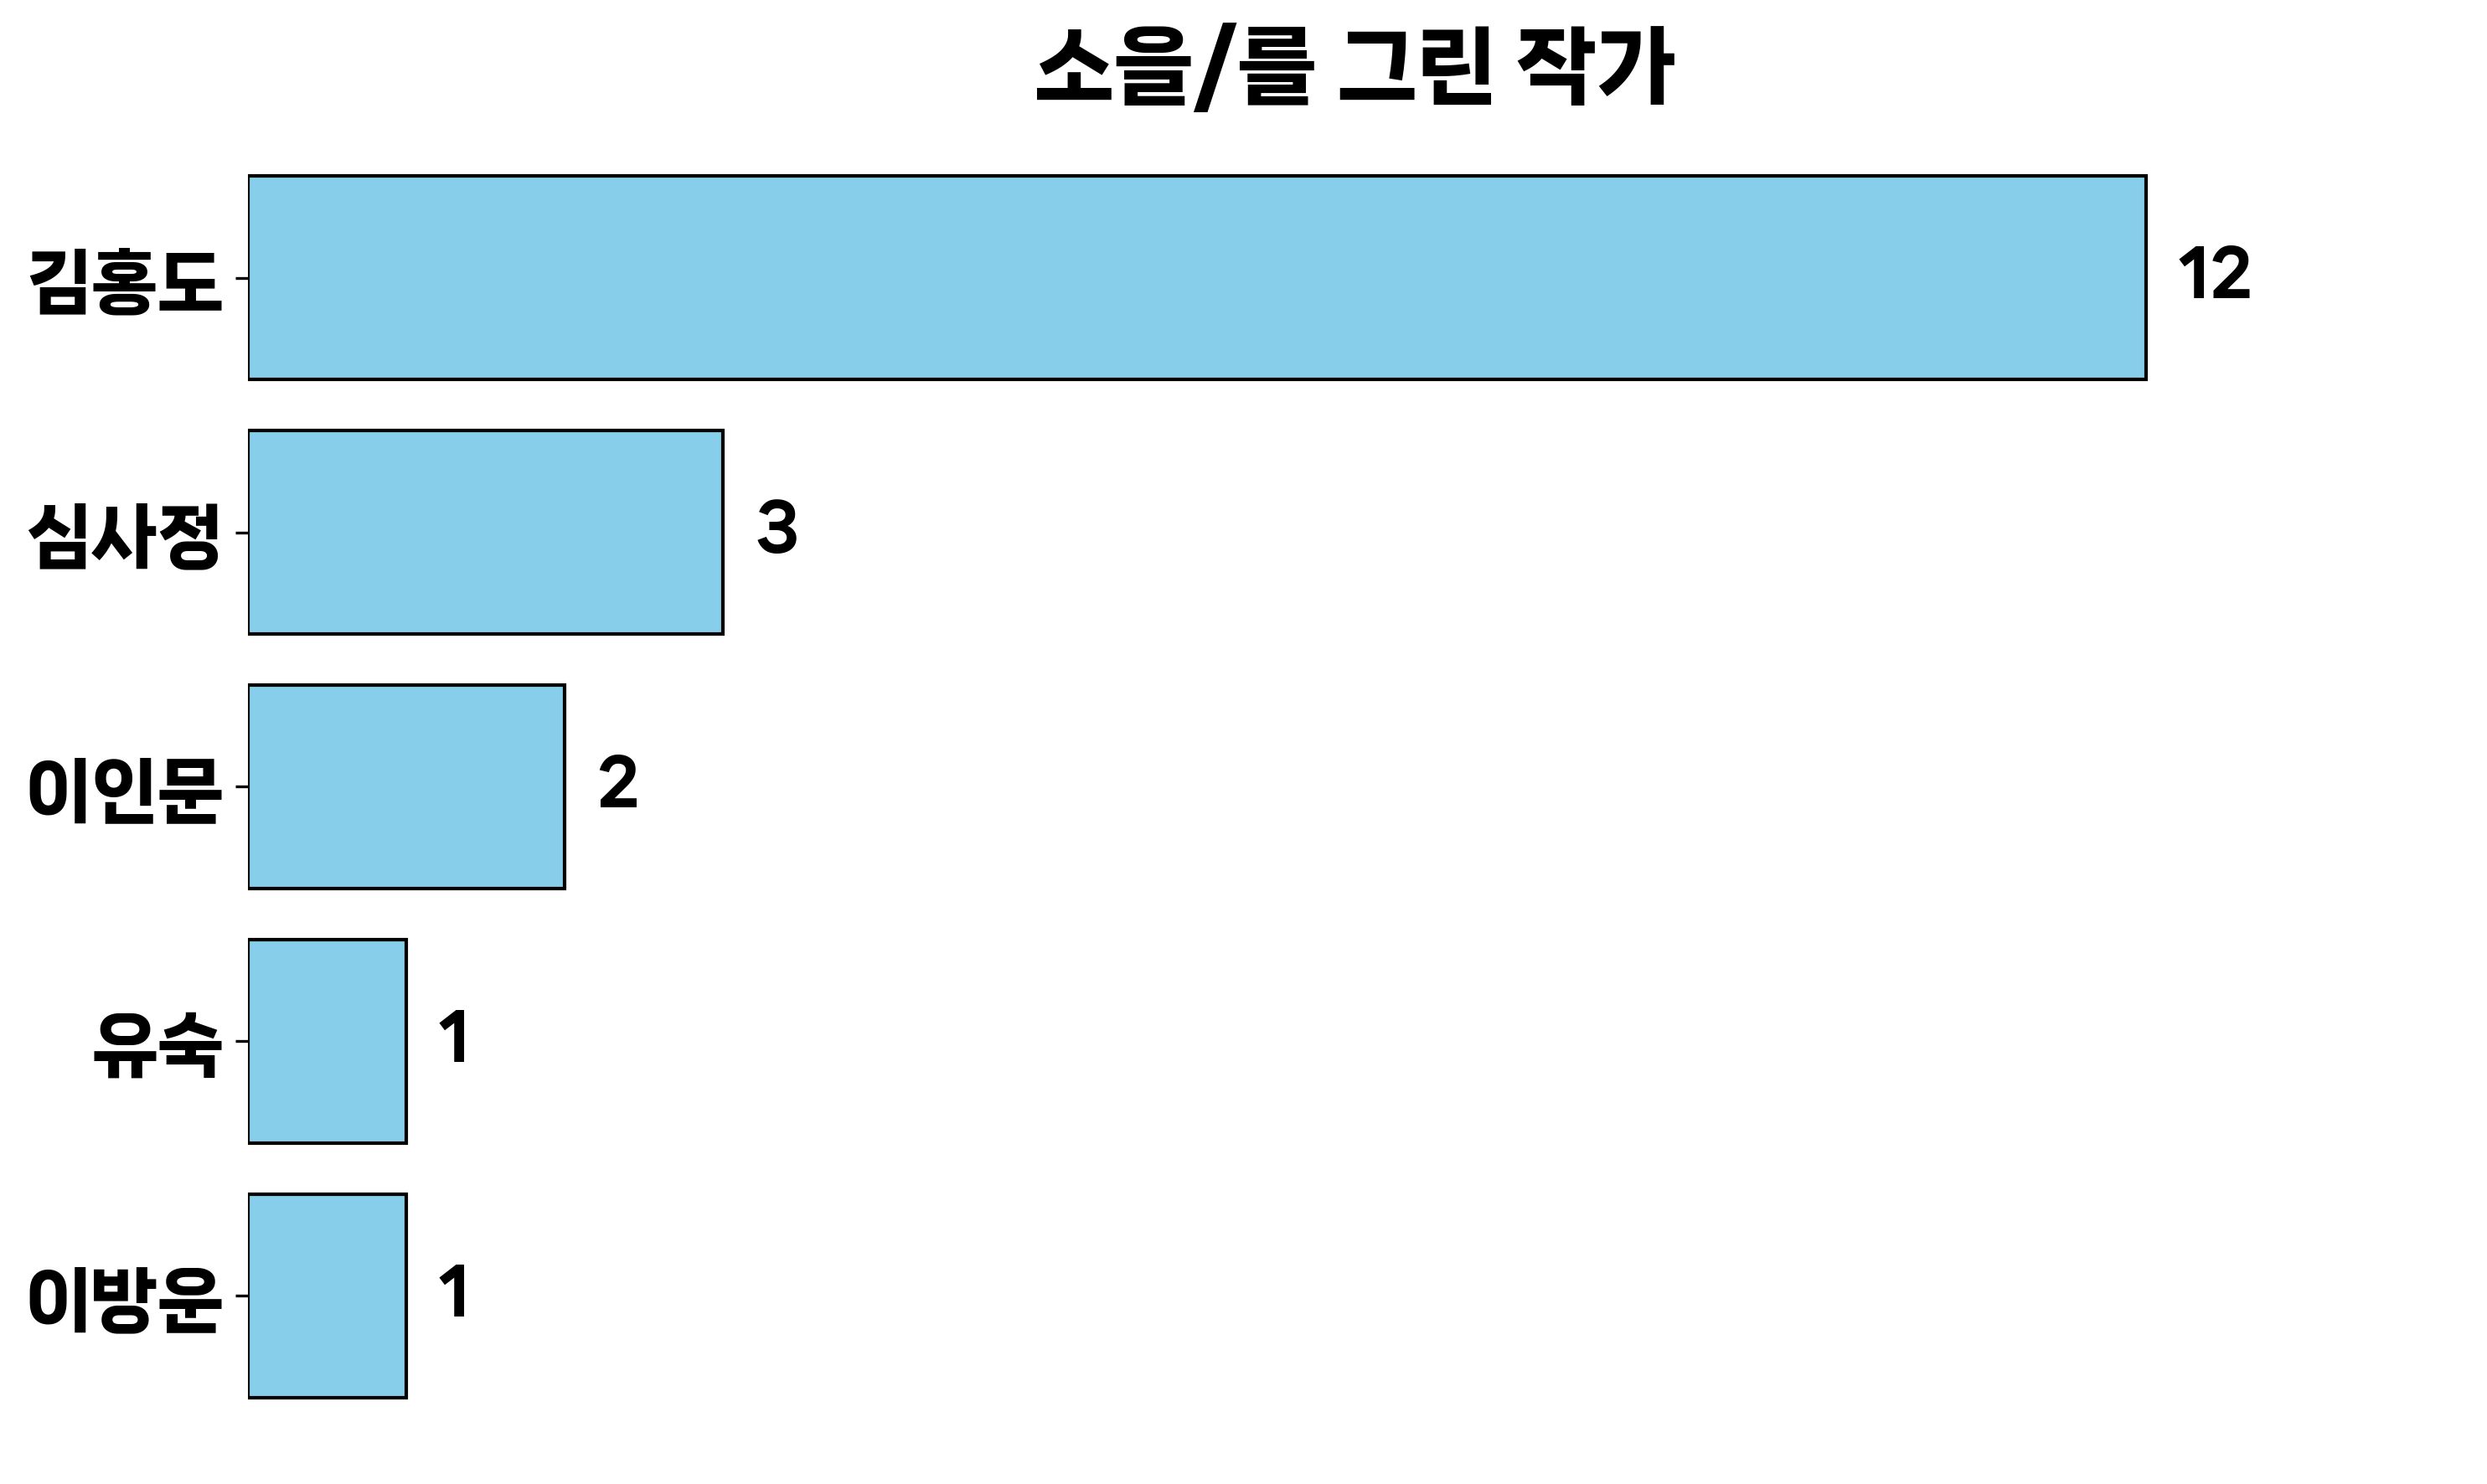 소을/를 그린 작가
김홍도 12
심사정 3
이인문 2
유숙 1
이방운 1